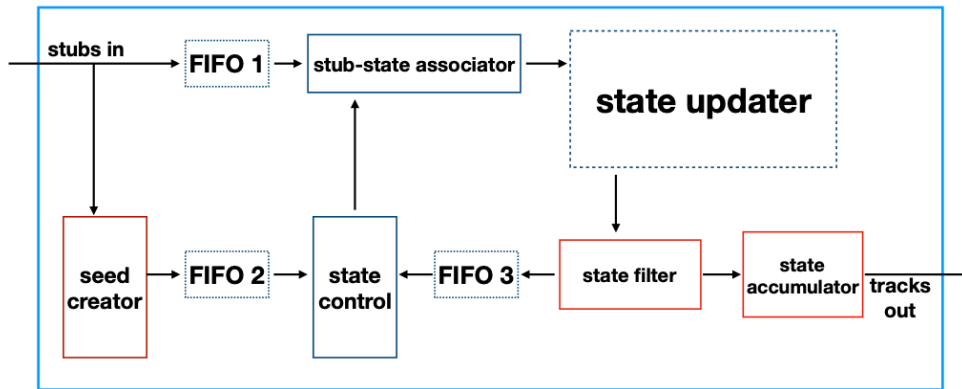 stubs in
FIFO 1
stub-state associator
state updater
seed
creator
FIFO 2
state
control
FIFO 3
state filter
state
accumulator
tracks
out